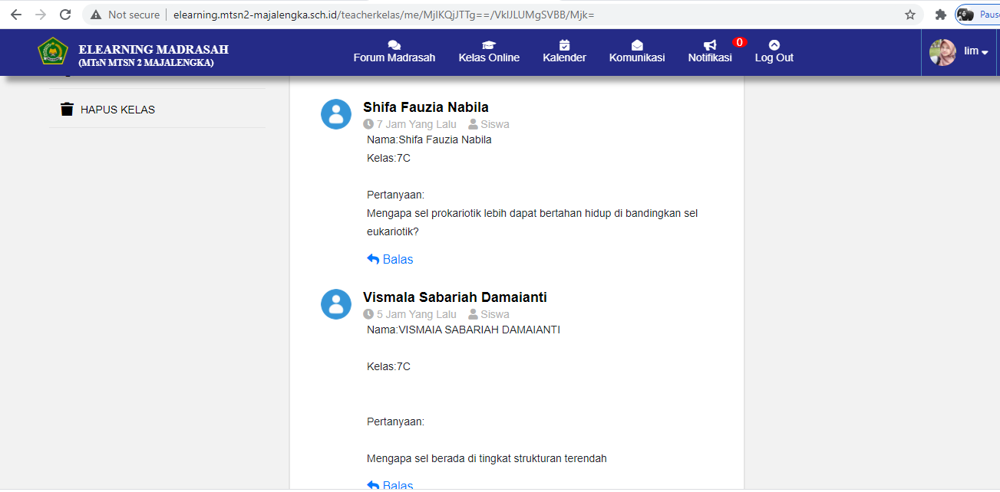 Not secure
elearning.mtsn2-majalengka.sch.id/teacherkelas/me/MjlKQjJTTg==/VklJLUMgSVBB/Mjk=
Paus
ELEARNING MADRASAH
(MTsN MTSN 2 MAJALENGKA)
Forum Madrasah
Kelas Online
Kalender
Komunikasi
Notifikasi
0
Log Out
Iim
HAPUS KELAS
Shifa Fauzia Nabila
7 Jam Yang Lalu Siswa
Nama:Shifa Fauzia Nabila
Kelas:7C
Pertanyaan:
Mengapa sel prokariotik lebih dapat bertahan hidup di bandingkan sel
eukariotik?
Balas
Vismala Sabariah Damaianti
5 Jam Yang Lalu Siswa
Nama:VISMAIA SABARIAH DAMAIANTI
Kelas:7C
Pertanyaan:
Mengapa sel berada di tingkat strukturan terendah
Balas